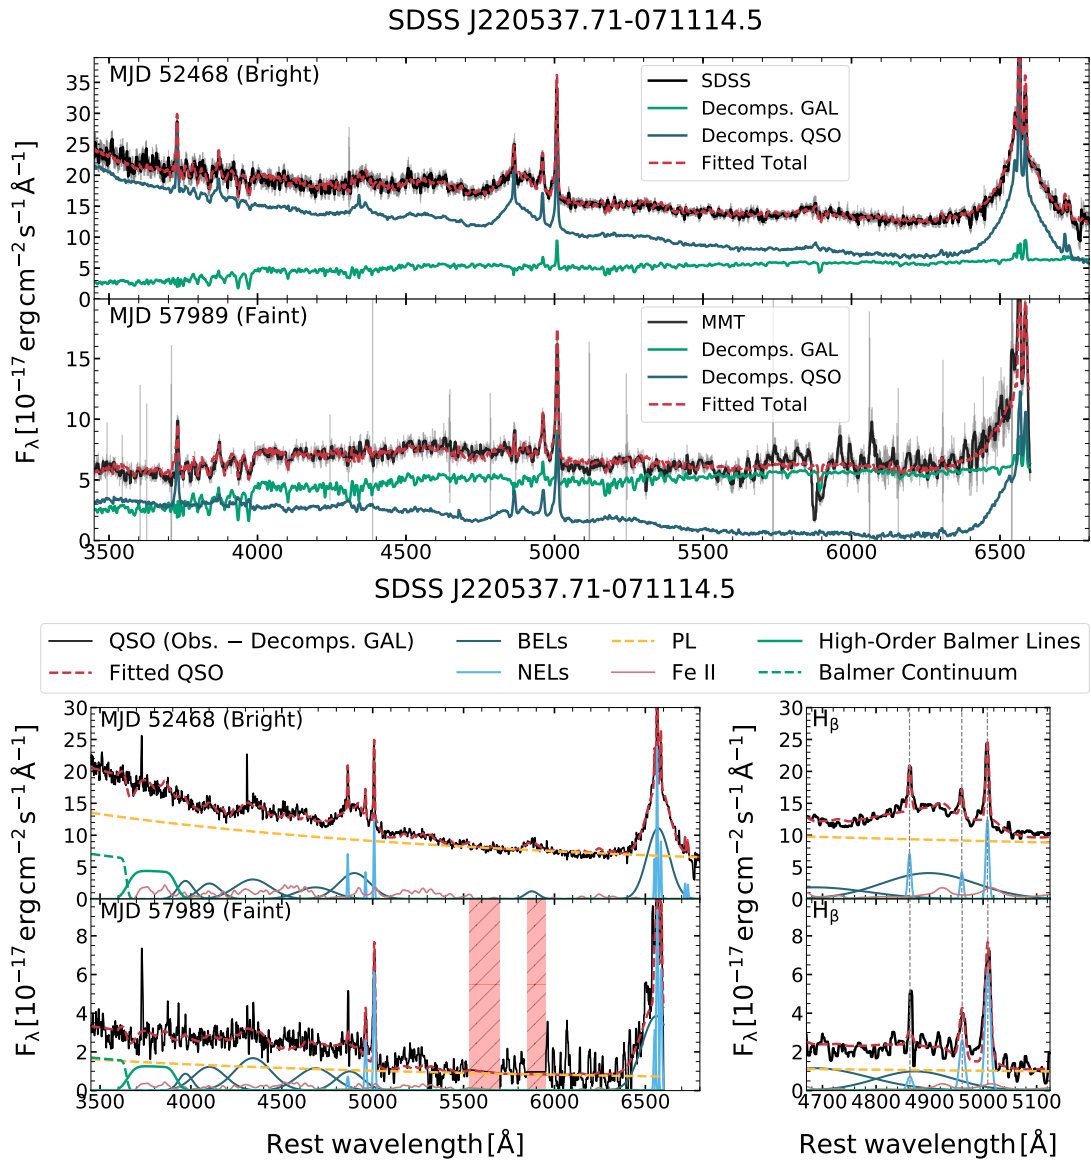 SDSS J220537.71-071114.5
MJD 52468 (Bright)
SDSS
Decomps. GAL
Decomps. QSO
Fitted Total
35
30
25
20
15
10
5
0
MJD 57989 (Faint)
MMT
Decomps. GAL
Decomps. QSO
Fitted Total
15
10
5
0
F_λ [10⁻¹⁷ erg cm⁻² s⁻¹ Å⁻¹]
3500 4000 4500 5000 5500 6000 6500
SDSS J220537.71-071114.5
QSO (Obs. − Decomps. GAL) BELs PL High-Order Balmer Lines
Fitted QSO NELs Fe II Balmer Continuum
MJD 52468 (Bright)
30
25
20
15
10
5
0
H_β
30
25
20
15
10
5
0
MJD 57989 (Faint)
8
6
4
2
0
H_β
8
6
4
2
0
F_λ [10⁻¹⁷ erg cm⁻² s⁻¹ Å⁻¹]
F_λ [10⁻¹⁷ erg cm⁻² s⁻¹ Å⁻¹]
3500 4000 4500 5000 5500 6000 6500
4700 4800 4900 5000 5100
Rest wavelength [Å]
Rest wavelength [Å]